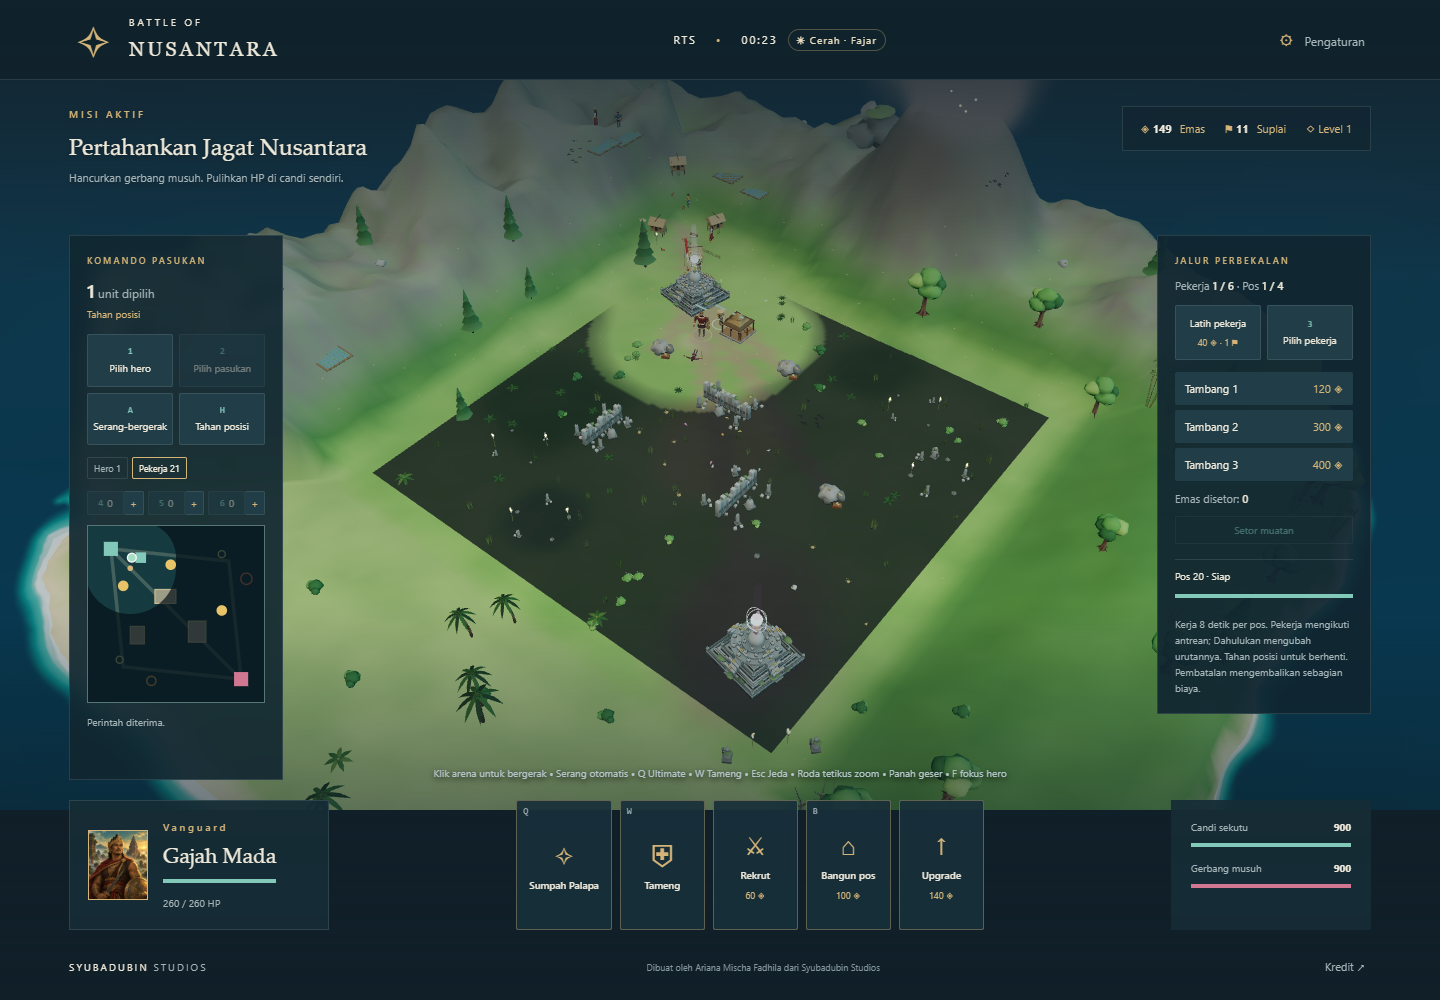 BATTLE OF
NUSANTARA
RTS • 00:23 Cerah · Fajar
Pengaturan
MISI AKTIF
Pertahankan Jagat Nusantara
Hancurkan gerbang musuh. Pulihkan HP di candi sendiri.
149 Emas 11 Suplai Level 1
KOMANDO PASUKAN
1 unit dipilih
Tahan posisi
1
Pilih hero
2
Pilih pasukan
A
Serang-bergerak
H
Tahan posisi
Hero 1 Pekerja 21
4 0 + 5 0 + 6 0 +
Perintah diterima.
JALUR PERBEKALAN
Pekerja 1 / 6 · Pos 1 / 4
Latih pekerja
40 · 1
3
Pilih pekerja
Tambang 1 120
Tambang 2 300
Tambang 3 400
Emas disetor: 0
Setor muatan
Pos 20 · Siap
Kerja 8 detik per pos. Pekerja mengikuti
antrean; Dahulukan mengubah
urutannya. Tahan posisi untuk berhenti.
Pembatalan mengembalikan sebagian
biaya.
Klik arena untuk bergerak • Serang otomatis • Q Ultimate • W Tameng • Esc Jeda • Roda tetikus zoom • Panah geser • F fokus hero
Vanguard
Gajah Mada
260 / 260 HP
Q
Sumpah Palapa
W
Tameng
Rekrut
60
B
Bangun pos
100
Upgrade
140
Candi sekutu 900
Gerbang musuh 900
SYUBADUBIN STUDIOS
Dibuat oleh Ariana Mischa Fadhila dari Syubadubin Studios
Kredit ↗